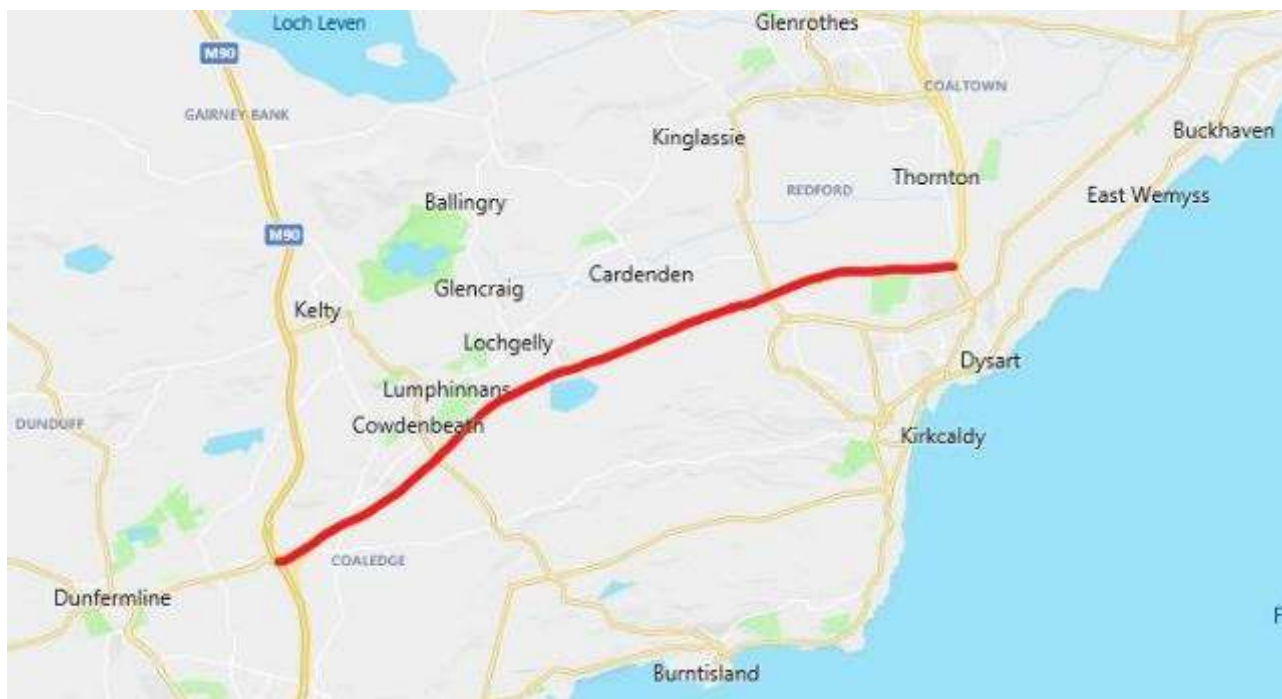 Loch Leven
Glenrothes
M90
COALTOWN
GAIRNEY BANK
Kinglassie
Buckhaven
Thornton
REDFORD
East Wemyss
Ballingry
M90
Cardenden
Glencraig
Kelty
Lochgelly
Dysart
Lumphinnans
DUNDUFF
Cowdenbeath
Kirkcaldy
COALEDGE
Dunfermline
F
Burntisland